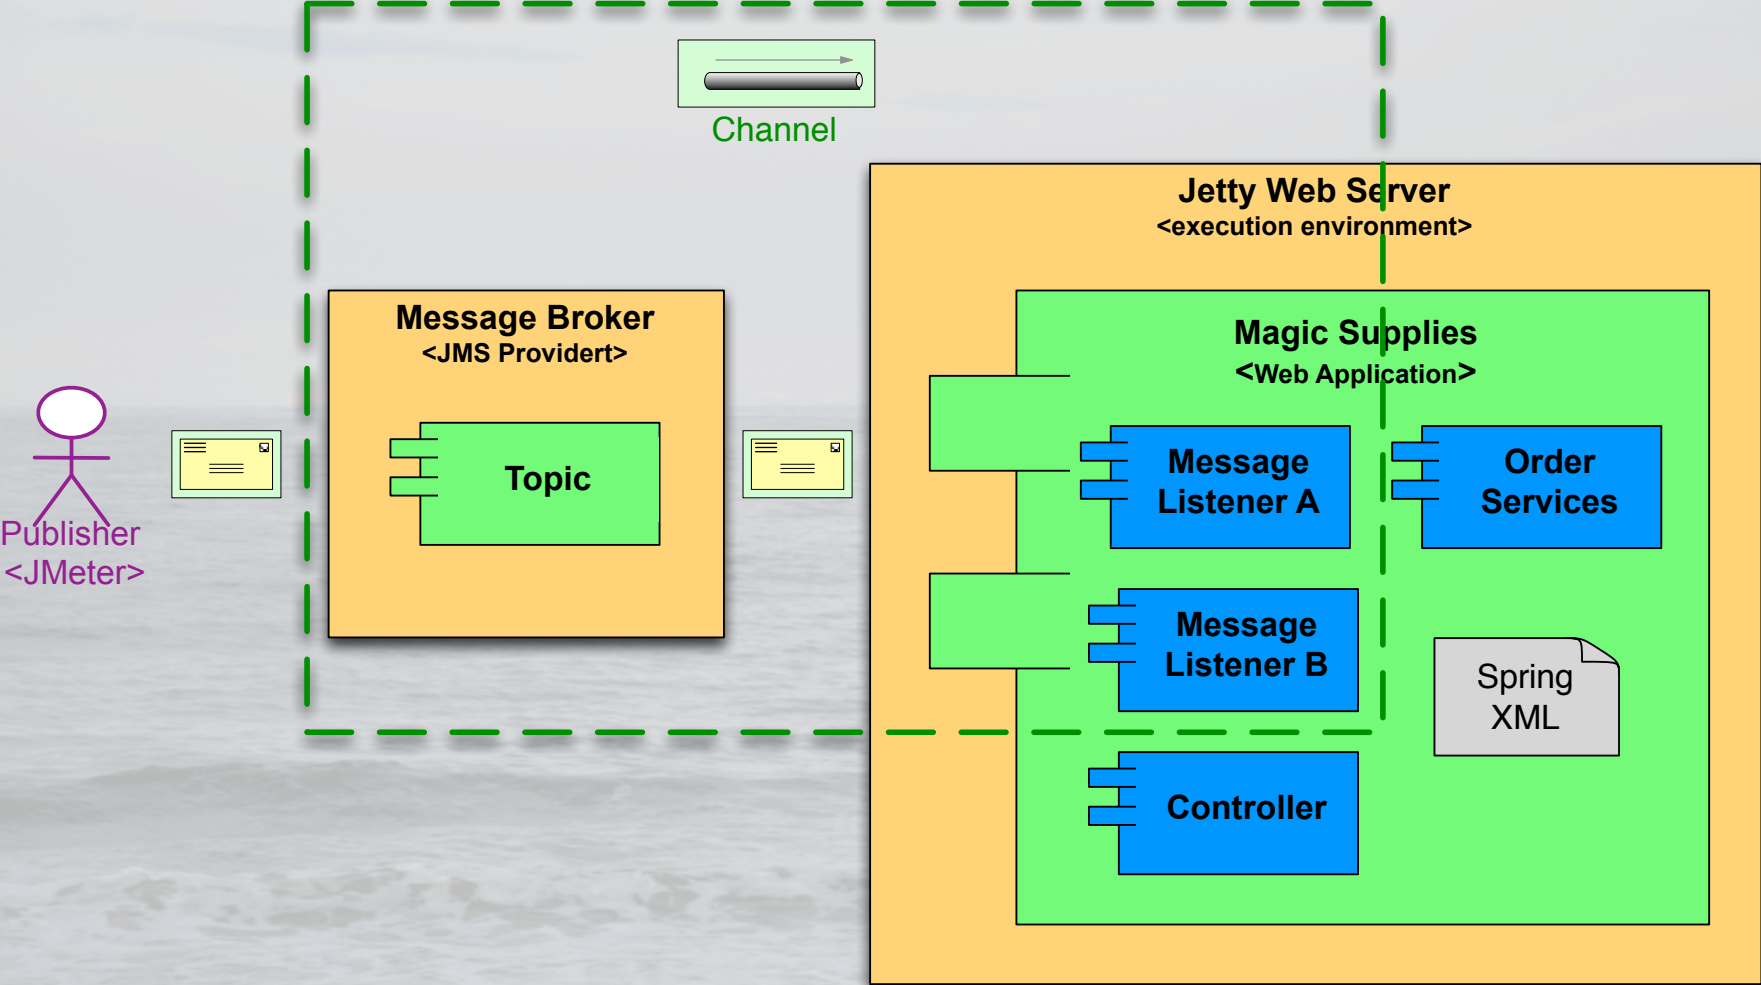 Channel
Jetty Web Server
<execution environment>
Message Broker
<JMS Providert>
Magic Supplies
<Web Application>
Topic
Message
Listener A
Order
Services
Publisher
<JMeter>
Message
Listener B
Spring
XML
Controller